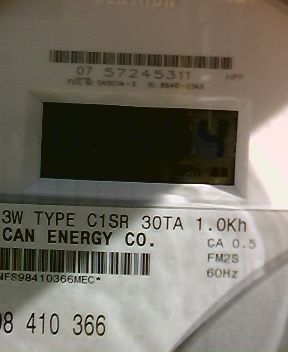 07 57245311
4
3W TYPE C1SR 30TA 1.0Kh
CAN ENERGY CO.
CA 0.5
FM2S
60Hz
NFS98410366MEC*
98 410 366